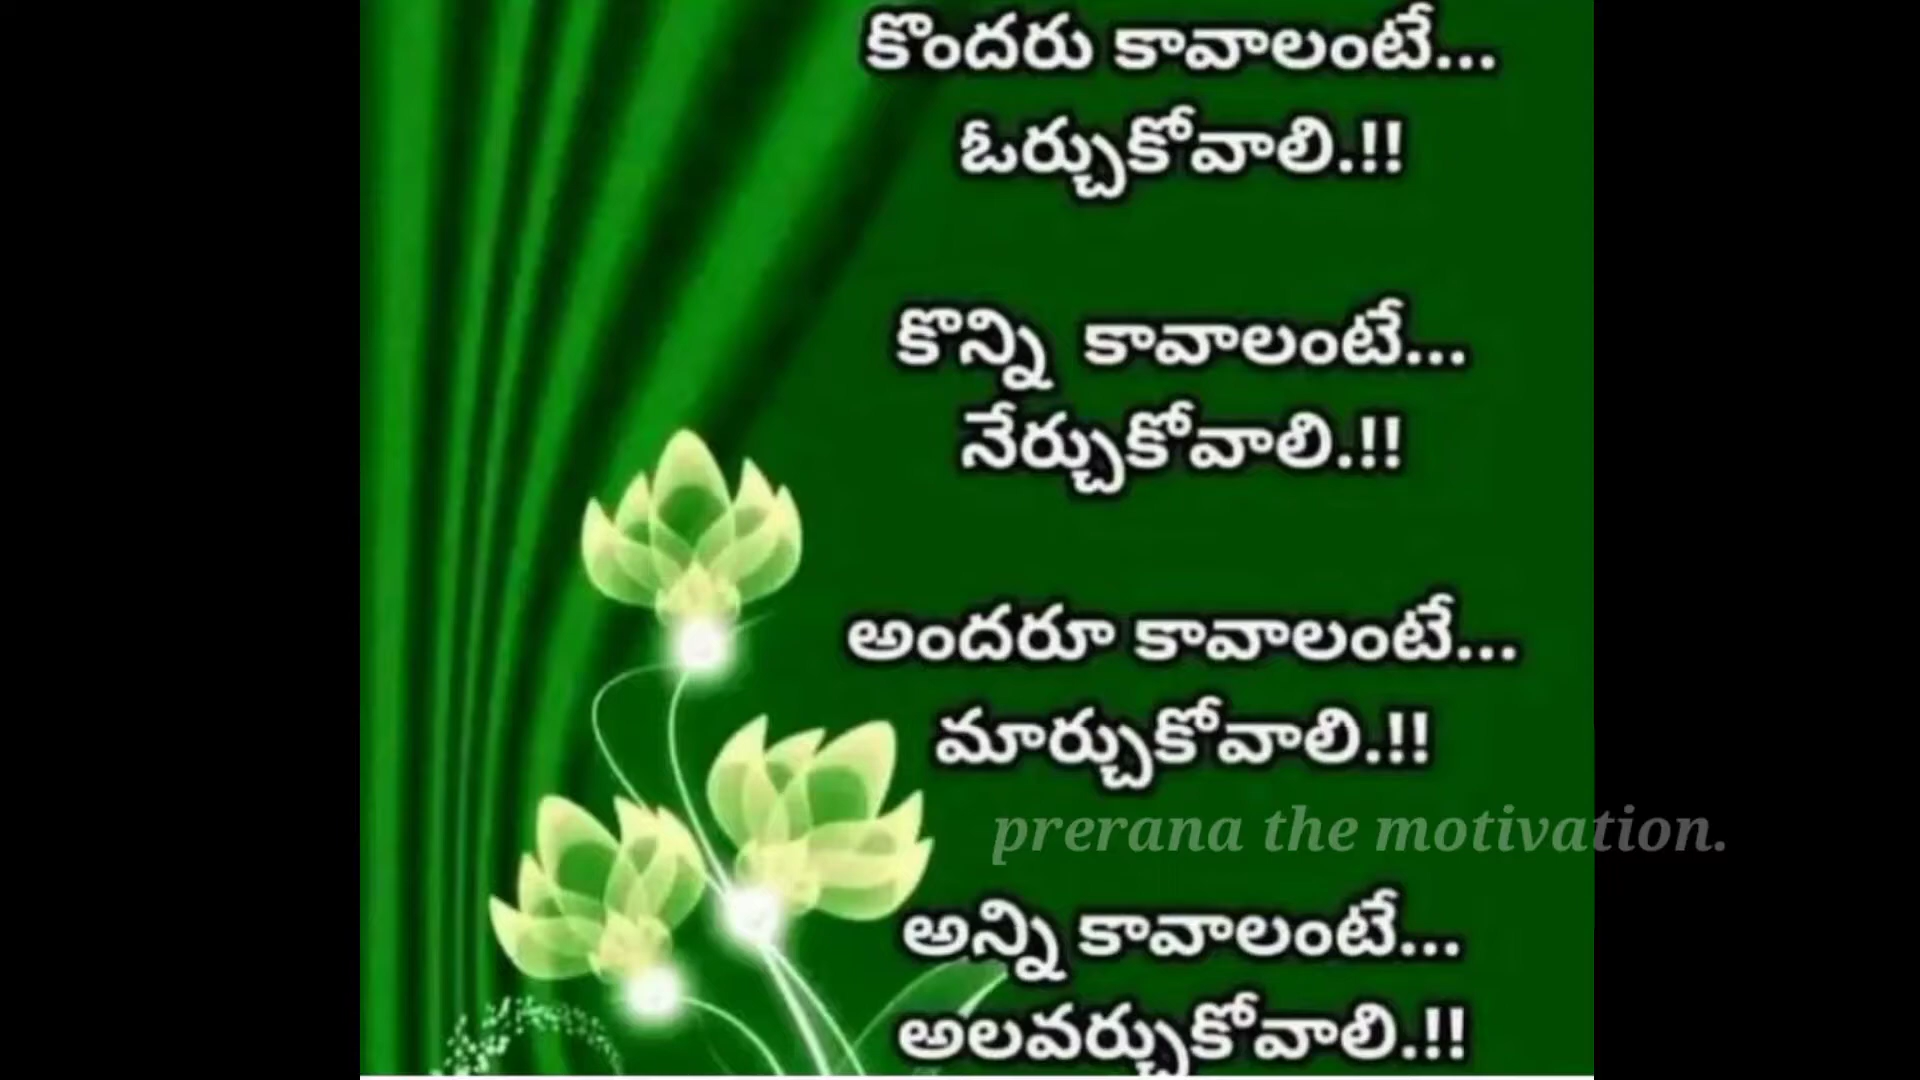 కొందరు కావాలంటే...
ఓర్చుకోవాలి.!!
కొన్ని కావాలంటే...
నేర్చుకోవాలి.!!
అందరూ కావాలంటే...
మార్చుకోవాలి.!!
prerana the motivation.
అన్ని కావాలంటే...
అలవర్చుకోవాలి.!!